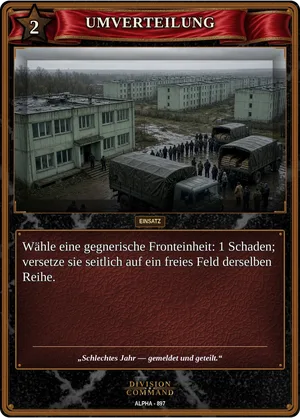 2
UMVERTEILUNG
EINSATZ
Wähle eine gegnerische Fronteinheit: 1 Schaden;
versetze sie seitlich auf ein freies Feld derselben
Reihe.
„Schlechtes Jahr — gemeldet und geteilt.“
DIVISION
COMMAND
ALPHA - 897